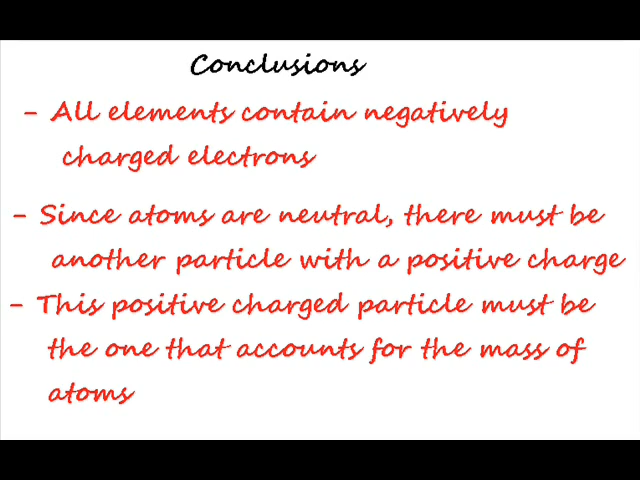 Conclusions
- All elements contain negatively
charged electrons
- Since atoms are neutral, there must be
another particle with a positive charge
- This positive charged particle must be
the one that accounts for the mass of
atoms